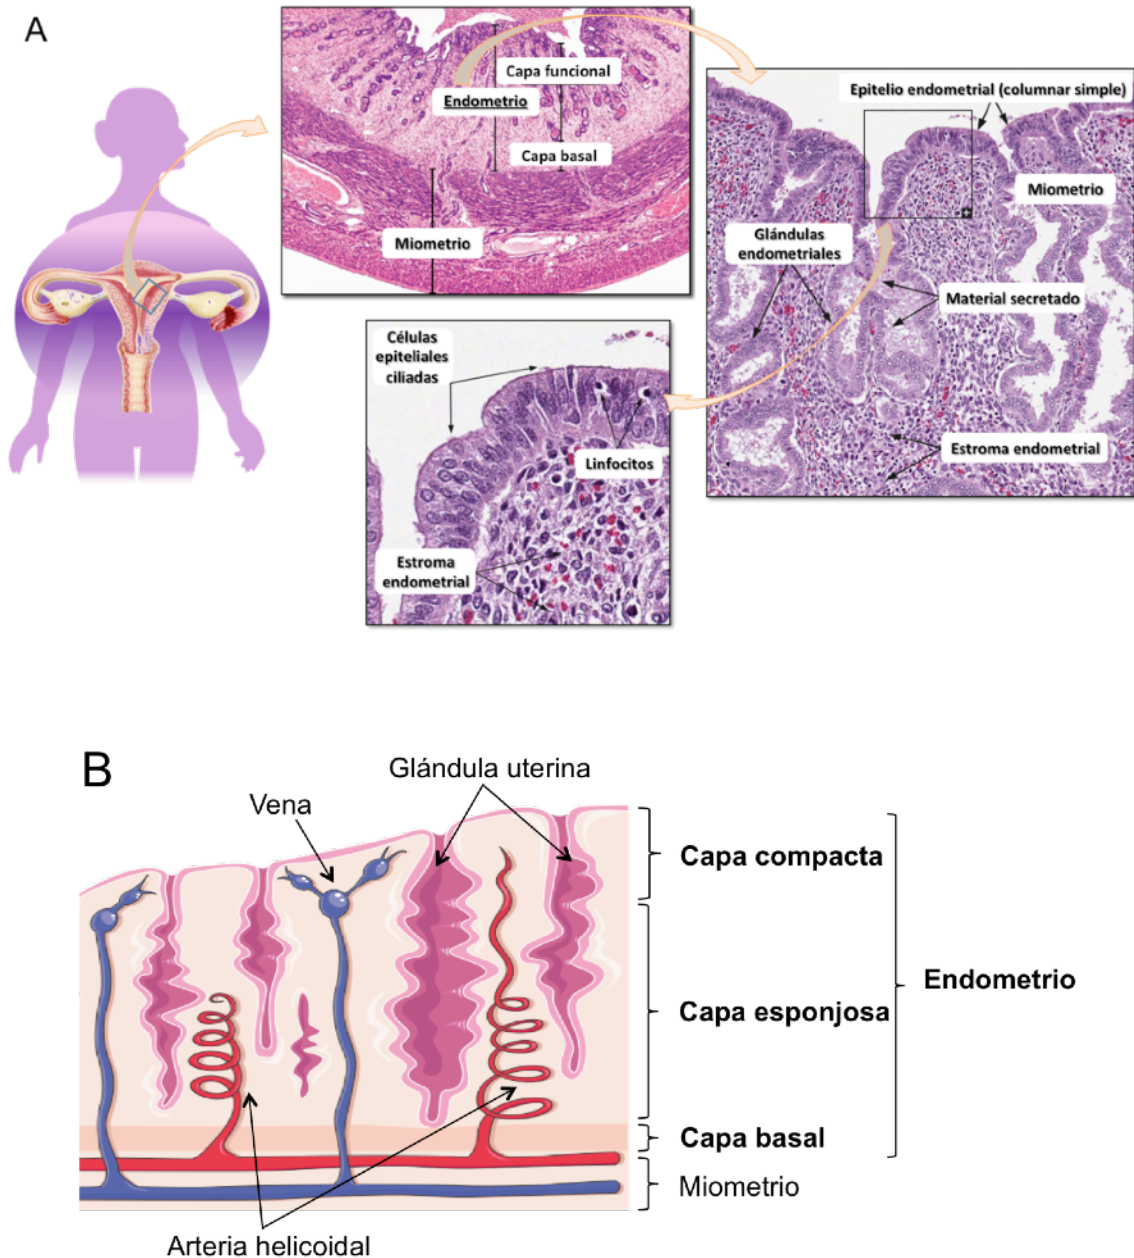 A
Capa funcional
Endometrio
Capa basal
Miometrio
Epitelio endometrial (columnar simple)
Miometrio
Glándulas
endometriales
Material secretado
Estroma endometrial
Células
epiteliales
ciliadas
Linfocitos
Estroma
endometrial
B
Glándula uterina
Vena
Capa compacta
Endometrio
Capa esponjosa
Capa basal
Miometrio
Arteria helicoidal